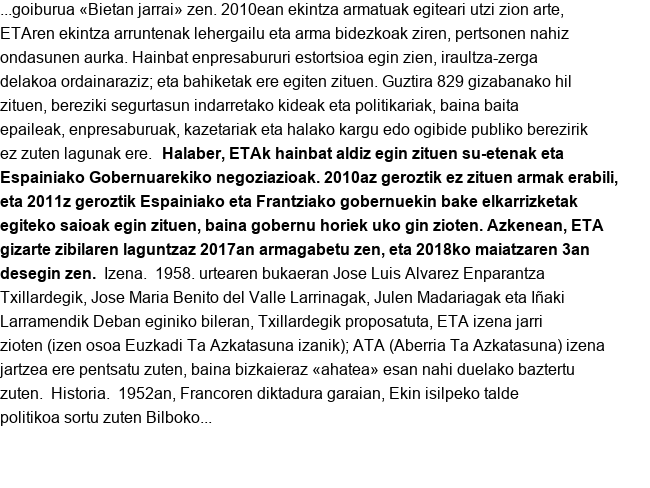 ...goiburua «Bietan jarrai» zen. 2010ean ekintza armatuak egiteari utzi zion arte,
ETAren ekintza arruntenak lehergailu eta arma bidezkoak ziren, pertsonen nahiz
ondasunen aurka. Hainbat enpresabururi estortsioa egin zien, iraultza-zerga
delakoa ordainaraziz; eta bahiketak ere egiten zituen. Guztira 829 gizabanako hil
zituen, bereziki segurtasun indarretako kideak eta politikariak, baina baita
epaileak, enpresaburuak, kazetariak eta halako kargu edo ogibide publiko berezirik
ez zuten lagunak ere.  Halaber, ETAk hainbat aldiz egin zituen su-etenak eta
Espainiako Gobernuarekiko negoziazioak. 2010az geroztik ez zituen armak erabili,
eta 2011z geroztik Espainiako eta Frantziako gobernuekin bake elkarrizketak
egiteko saioak egin zituen, baina gobernu horiek uko gin zioten. Azkenean, ETA
gizarte zibilaren laguntzaz 2017an armagabetu zen, eta 2018ko maiatzaren 3an
desegin zen.  Izena.  1958. urtearen bukaeran Jose Luis Alvarez Enparantza
Txillardegik, Jose Maria Benito del Valle Larrinagak, Julen Madariagak eta Iñaki
Larramendik Deban eginiko bileran, Txillardegik proposatuta, ETA izena jarri
zioten (izen osoa Euzkadi Ta Azkatasuna izanik); ATA (Aberria Ta Azkatasuna) izena
jartzea ere pentsatu zuten, baina bizkaieraz «ahatea» esan nahi duelako baztertu
zuten.  Historia.  1952an, Francoren diktadura garaian, Ekin isilpeko talde
politikoa sortu zuten Bilboko...